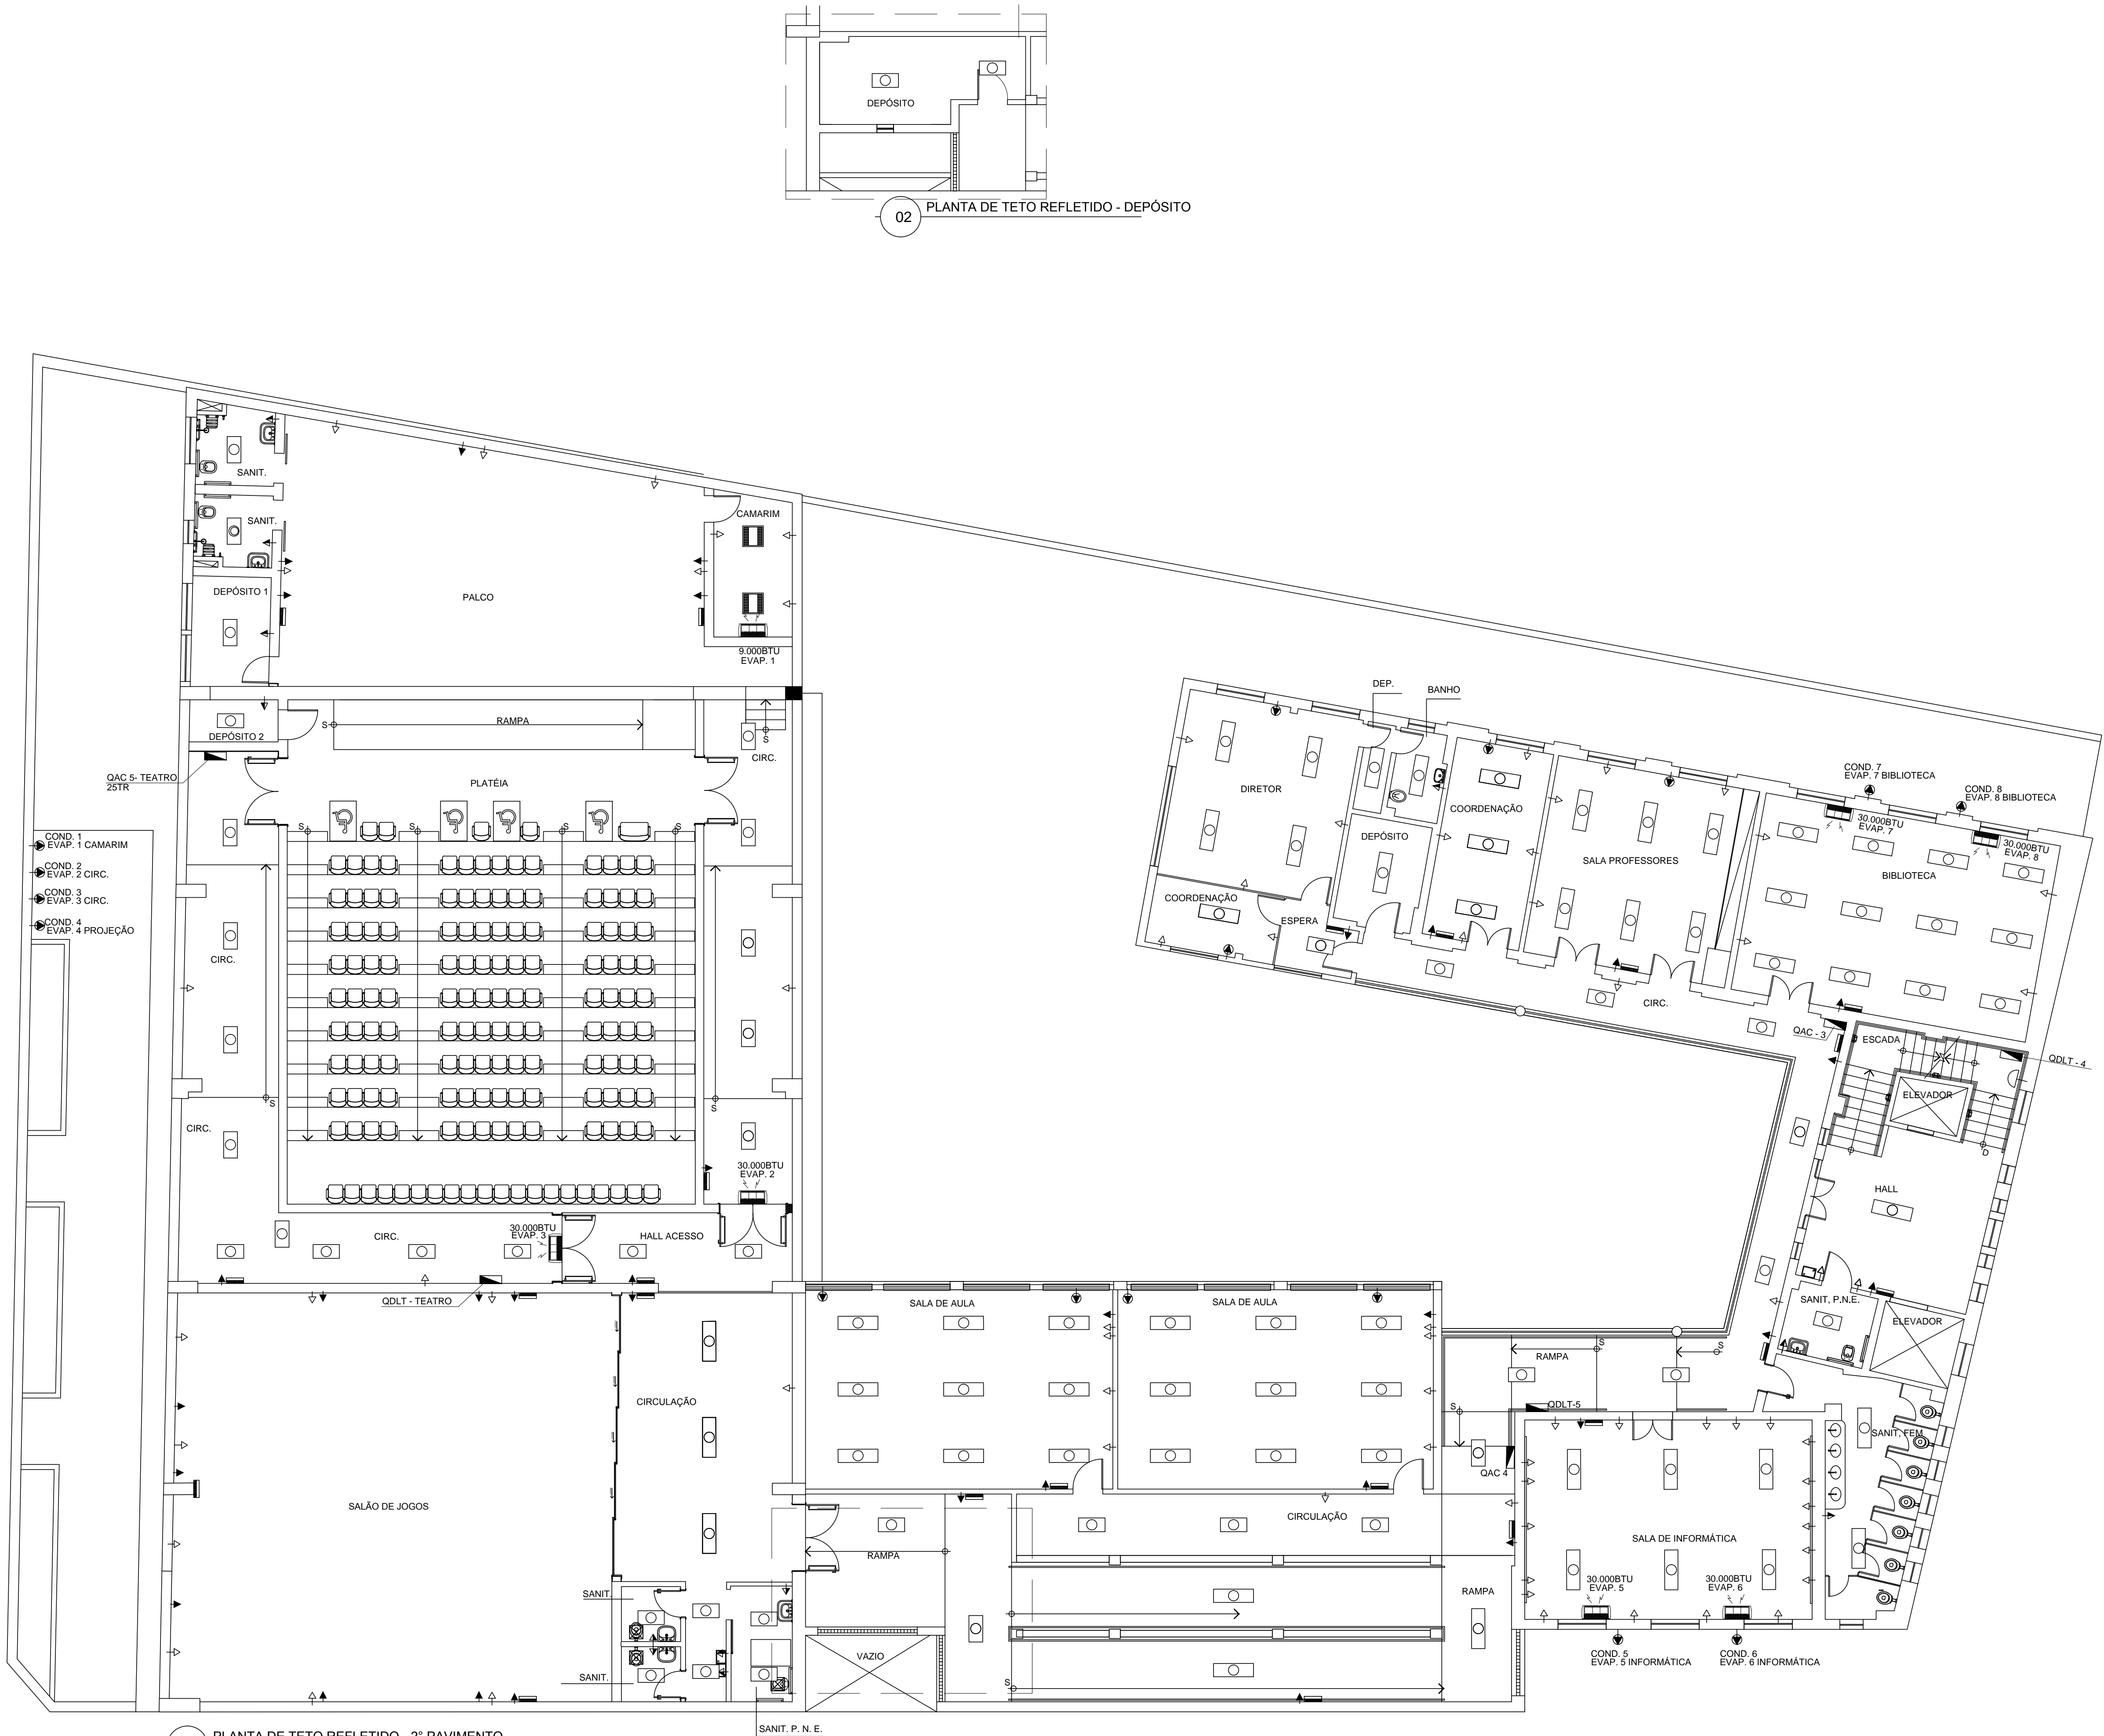 DEPÓSITO
02
PLANTA DE TETO REFLETIDO - DEPÓSITO
SANIT.
SANIT.
CAMARIM
DEPÓSITO 1
PALCO
9.000BTU
EVAP. 1
S
RAMPA
S
DEPÓSITO 2
CIRC.
QAC 5- TEATRO
25TR
PLATÉIA
S
S
S
S
COND. 1
EVAP. 1 CAMARIM
COND. 2
EVAP. 2 CIRC.
COND. 3
EVAP. 3 CIRC.
COND. 4
EVAP. 4 PROJEÇÃO
CIRC.
S
S
CIRC.
30.000BTU
EVAP. 2
30.000BTU
EVAP. 3
CIRC.
HALL ACESSO
QDLT - TEATRO
DEP.
BANHO
DIRETOR
COORDENAÇÃO
DEPÓSITO
SALA PROFESSORES
COND. 7
EVAP. 7 BIBLIOTECA
COND. 8
EVAP. 8 BIBLIOTECA
30.000BTU
EVAP. 7
30.000BTU
EVAP. 8
BIBLIOTECA
COORDENAÇÃO
ESPERA
CIRC.
QAC - 3
ESCADA
QDLT - 4
ELEVADOR
D
HALL
SANIT, P.N.E.
ELEVADOR
SALA DE AULA
SALA DE AULA
RAMPA
S
S
S
QDLT-5
QAC 4
SANIT, FEM
CIRCULAÇÃO
SALÃO DE JOGOS
CIRCULAÇÃO
SALA DE INFORMÁTICA
RAMPA
RAMPA
30.000BTU
EVAP. 5
30.000BTU
EVAP. 6
SANIT.
SANIT.
VAZIO
S
COND. 5
EVAP. 5 INFORMÁTICA
COND. 6
EVAP. 6 INFORMÁTICA
SANIT. P. N. E.
PLANTA DE TETO REFLETIDO - 2° PAVIMENTO